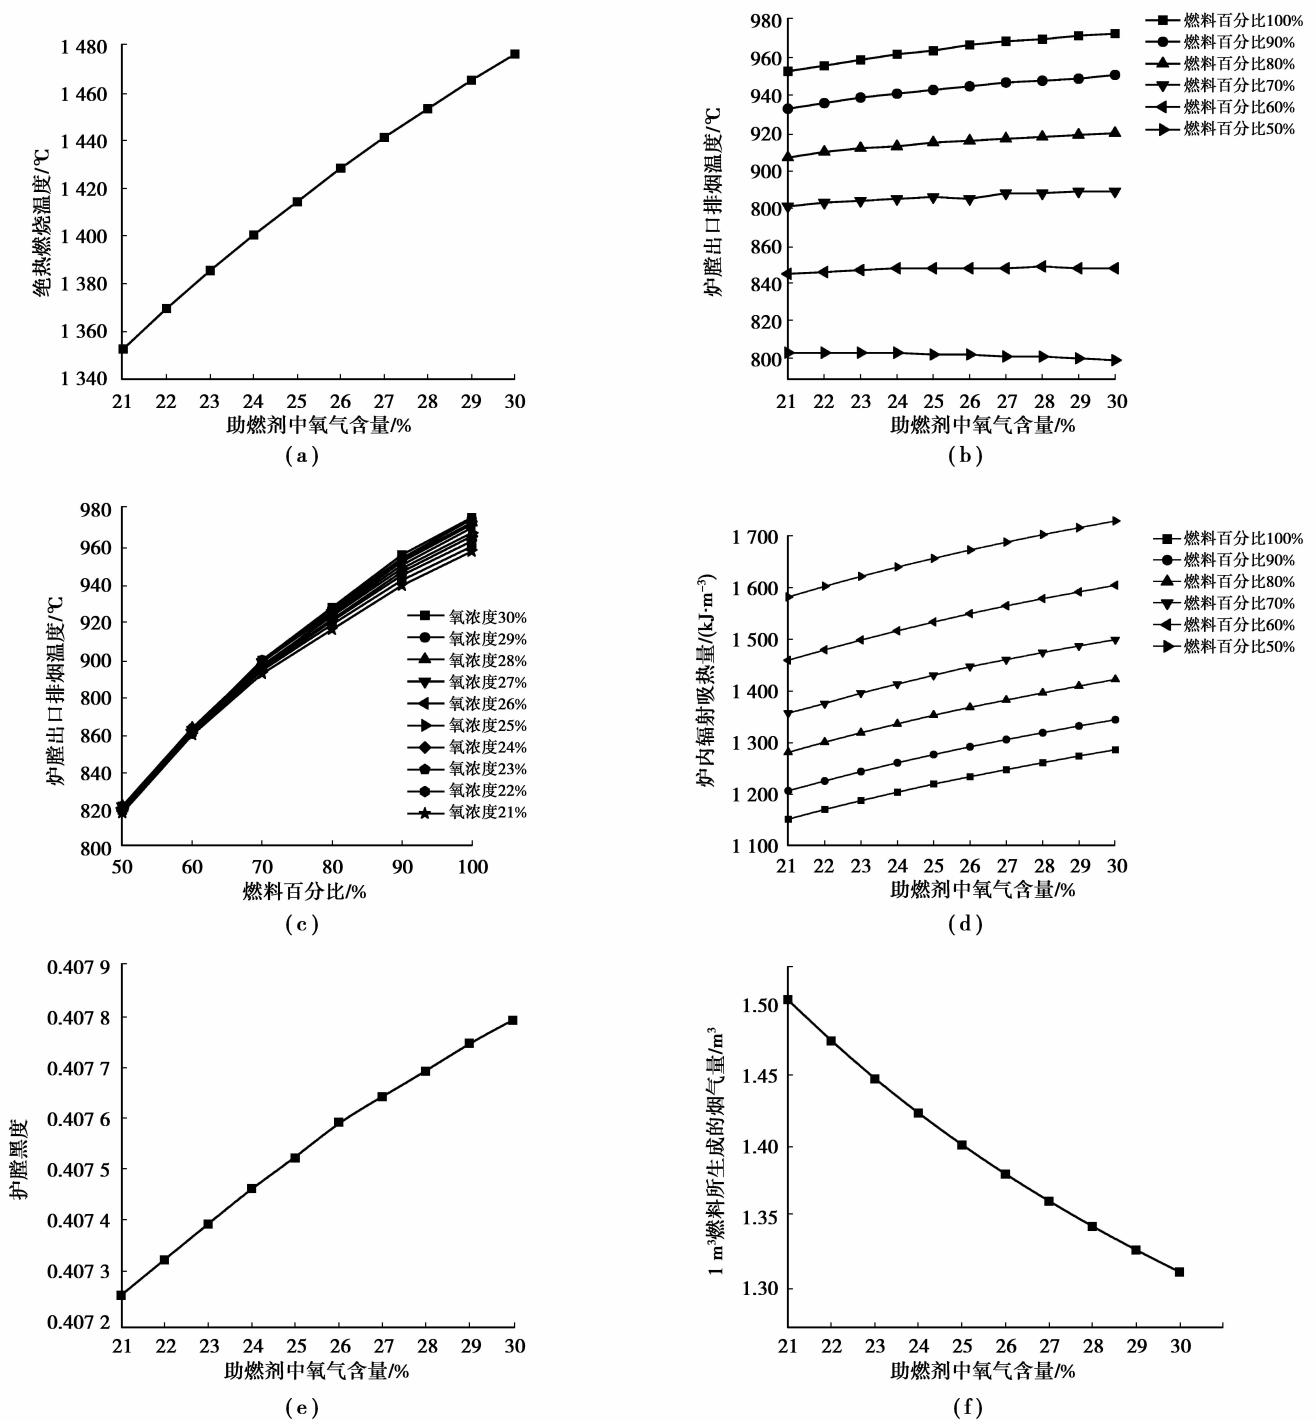 1 480
1 460
1 440
1 420
1 400
1 380
1 360
1 340
绝热燃烧温度/℃
21 22 23 24 25 26 27 28 29 30
助燃剂中氧气含量/%
(a)
980
960
940
920
900
800
860
840
820
800
炉膛出口排烟温度/℃
燃料百分比100%
燃料百分比90%
燃料百分比80%
燃料百分比70%
燃料百分比60%
燃料百分比50%
21 22 23 24 25 26 27 28 29 30
助燃剂中氧气含量/%
(b)
980
960
940
920
900
800
860
840
820
800
炉膛出口排烟温度/℃
氧浓度30%
氧浓度29%
氧浓度28%
氧浓度27%
氧浓度26%
氧浓度25%
氧浓度24%
氧浓度23%
氧浓度22%
氧浓度21%
50 60 70 80 90 100
燃料百分比/%
(c)
1 700
1 600
1 500
1 400
1 300
1 200
1 100
炉内辐射吸热量/(kJ·m⁻³)
燃料百分比100%
燃料百分比90%
燃料百分比80%
燃料百分比70%
燃料百分比60%
燃料百分比50%
21 22 23 24 25 26 27 28 29 30
助燃剂中氧气含量/%
(d)
0.407 9
0.407 8
0.407 7
0.407 6
0.407 5
0.407 4
0.407 3
0.407 2
护膛黑度
21 22 23 24 25 26 27 28 29 30
助燃剂中氧气含量/%
(e)
1.50
1.45
1.40
1.35
1.30
1 m³燃料所生成的烟气量/m³
21 22 23 24 25 26 27 28 29 30
助燃剂中氧气含量/%
(f)